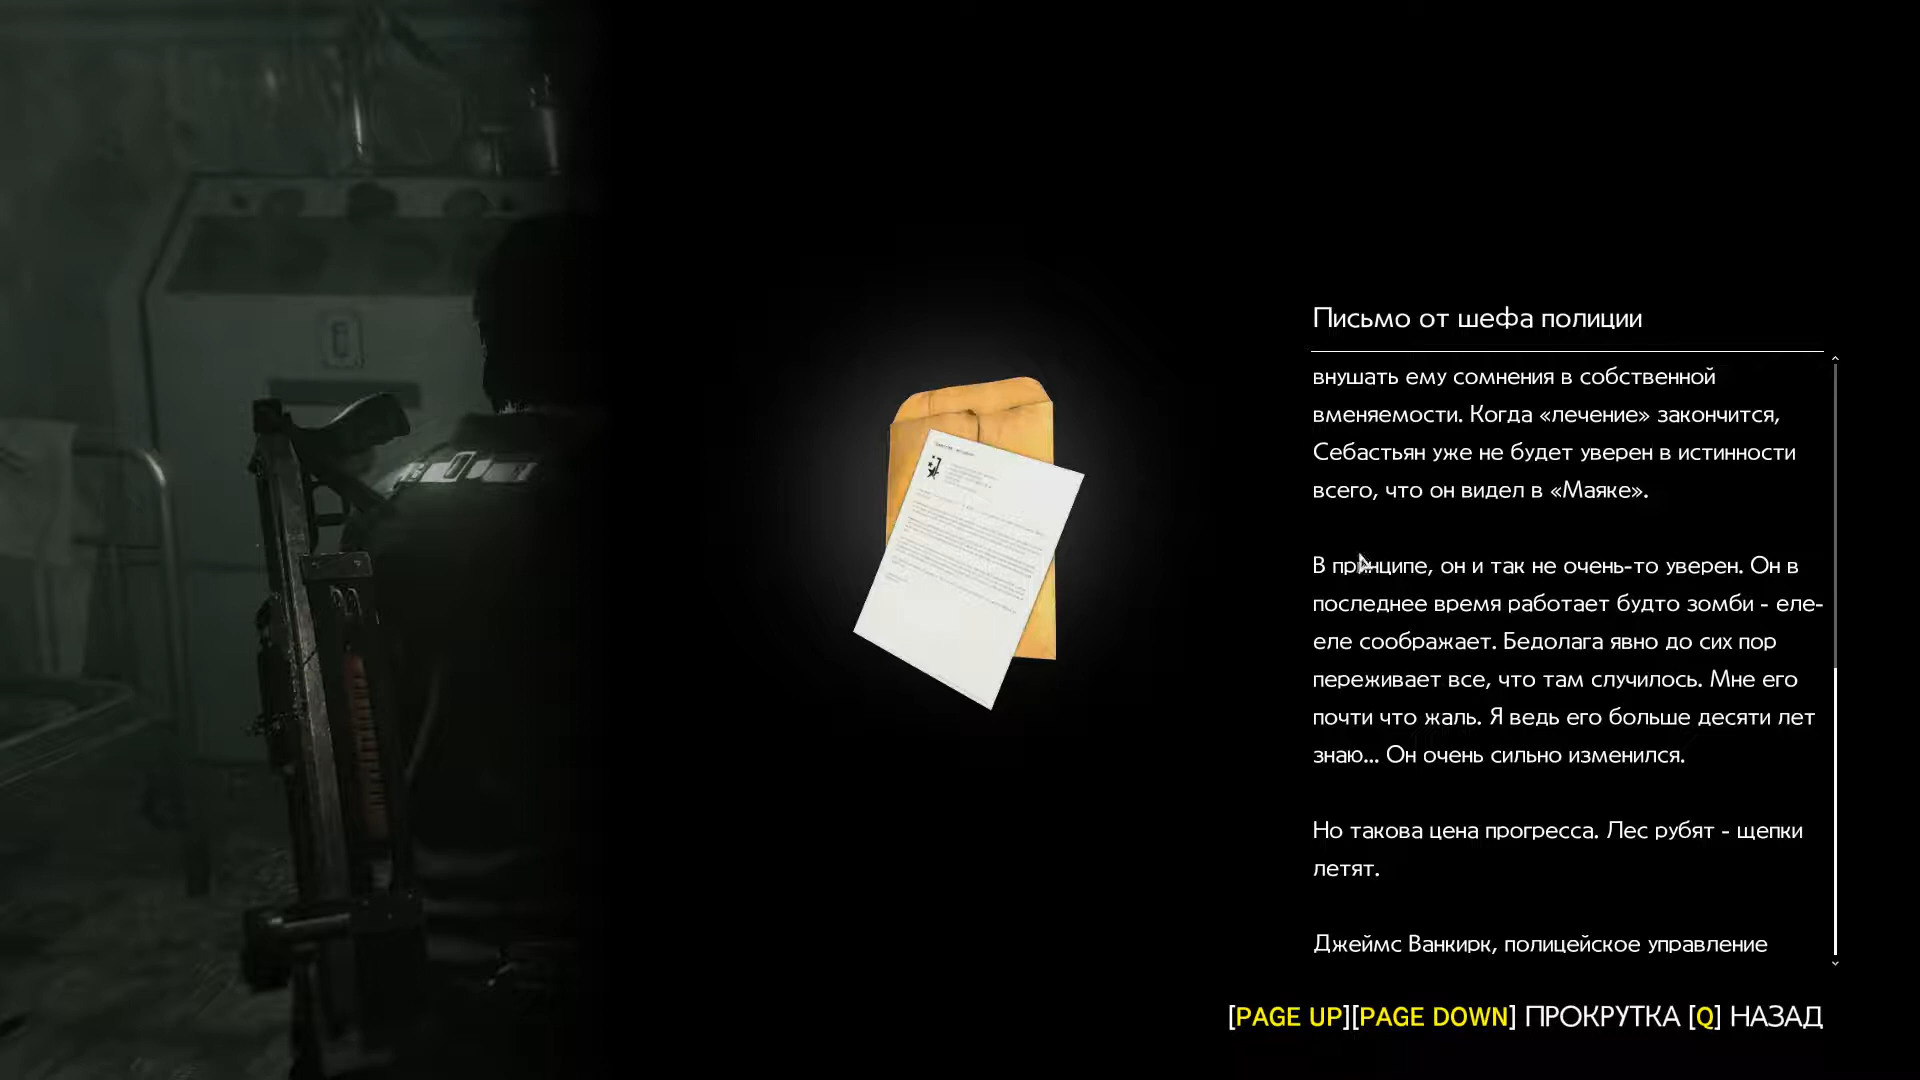 Письмо от шефа полиции
внушать ему сомнения в собственной
вменяемости. Когда «лечение» закончится,
Себастьян уже не будет уверен в истинности
всего, что он видел в «Маяке».
В принципе, он и так не очень-то уверен. Он в
последнее время работает будто зомби - еле-
еле соображает. Бедолага явно до сих пор
переживает все, что там случилось. Мне его
почти что жаль. Я ведь его больше десяти лет
знаю... Он очень сильно изменился.
Но такова цена прогресса. Лес рубят - щепки
летят.
Джеймс Ванкирк, полицейское управление
[PAGE UP][PAGE DOWN] ПРОКРУТКА [Q] НАЗАД